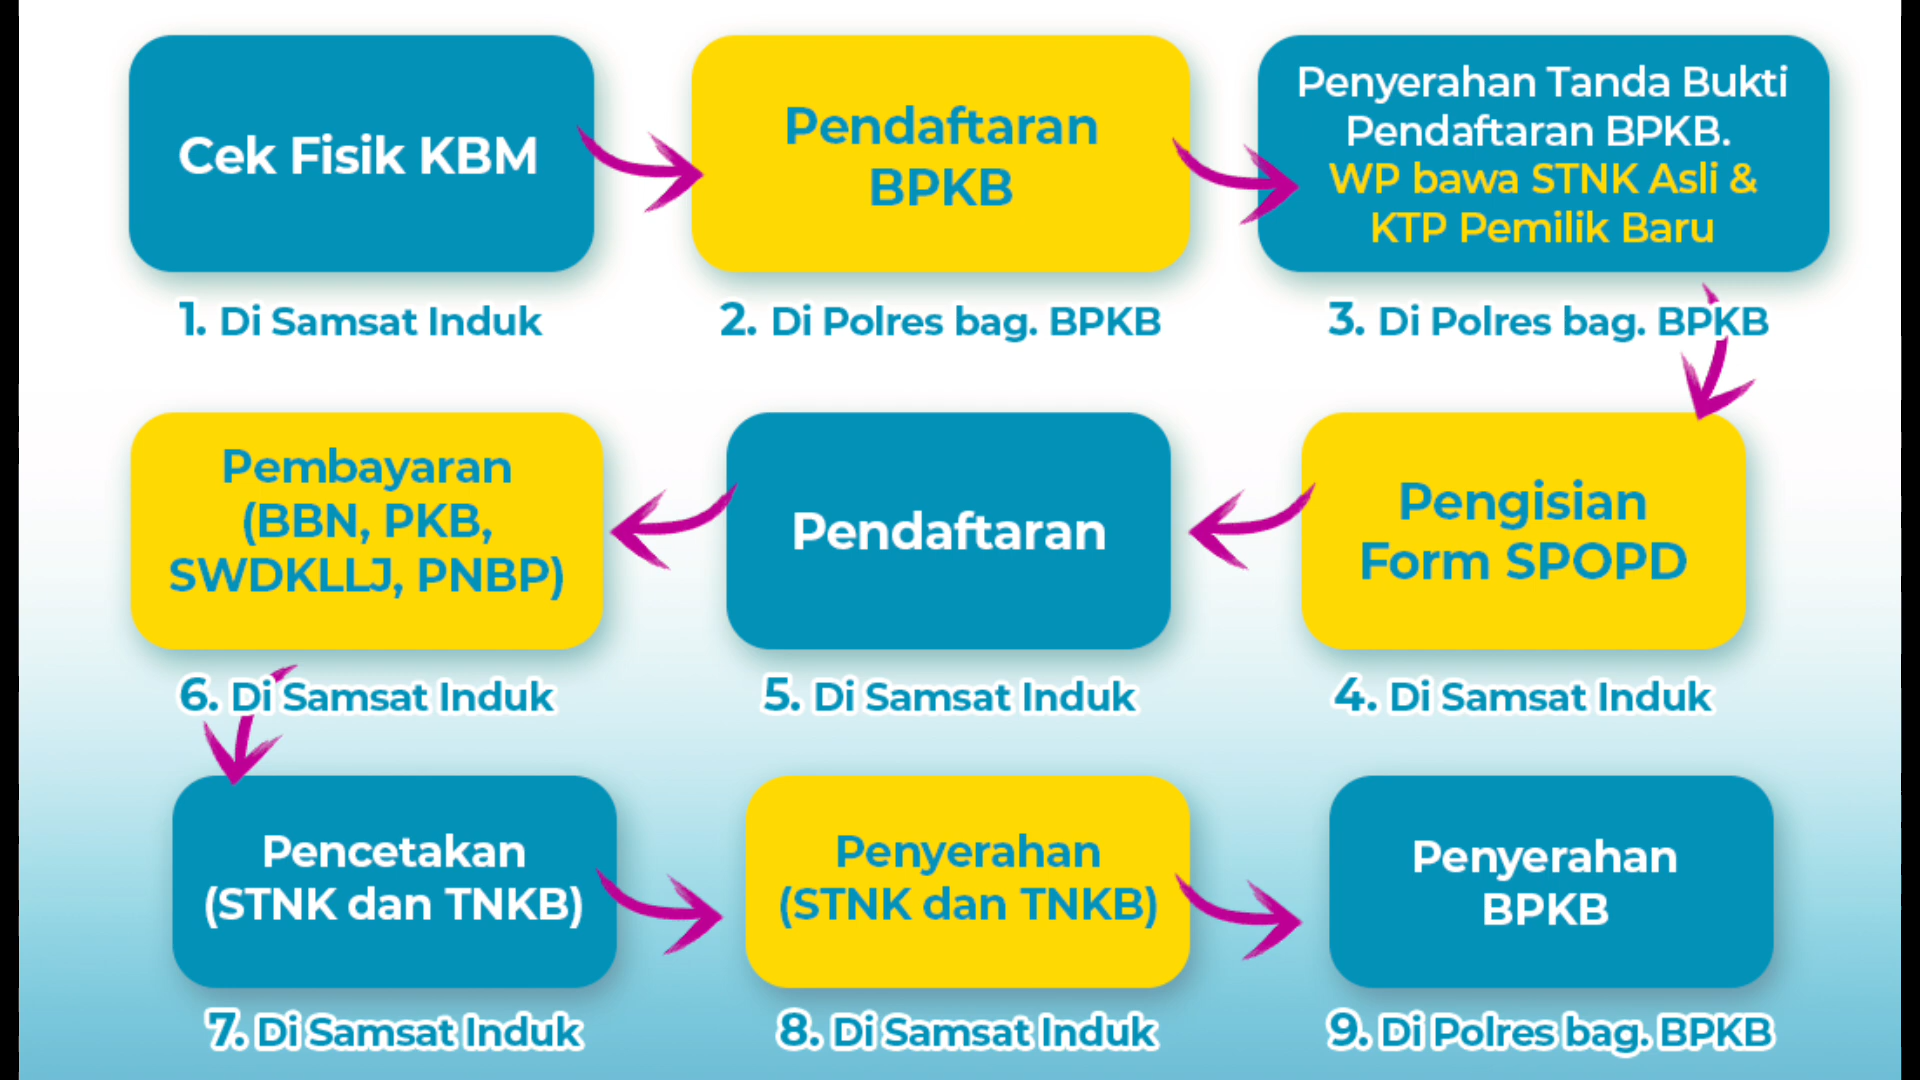 Cek Fisik KBM
1. Di Samsat Induk
Pendaftaran
BPKB
2. Di Polres bag. BPKB
Penyerahan Tanda Bukti
Pendaftaran BPKB.
WP bawa STNK Asli &
KTP Pemilik Baru
3. Di Polres bag. BPKB
Pengisian
Form SPOPD
4. Di Samsat Induk
Pendaftaran
5. Di Samsat Induk
Pembayaran
(BBN, PKB,
SWDKLLJ, PNBP)
6. Di Samsat Induk
Pencetakan
(STNK dan TNKB)
7. Di Samsat Induk
Penyerahan
(STNK dan TNKB)
8. Di Samsat Induk
Penyerahan
BPKB
9. Di Polres bag. BPKB